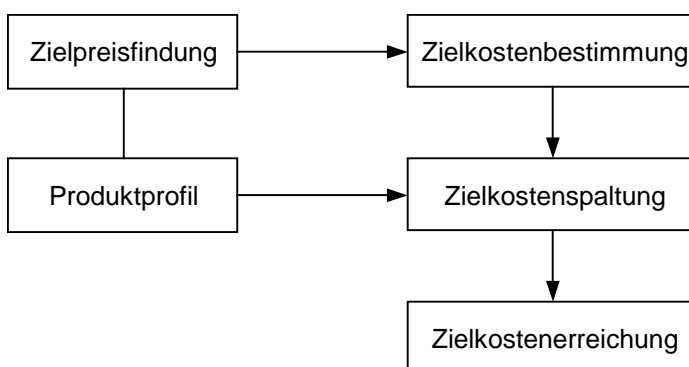 Zielpreisfindung
Zielkostenbestimmung
Produktprofil
Zielkostenspaltung
Zielkostenerreichung